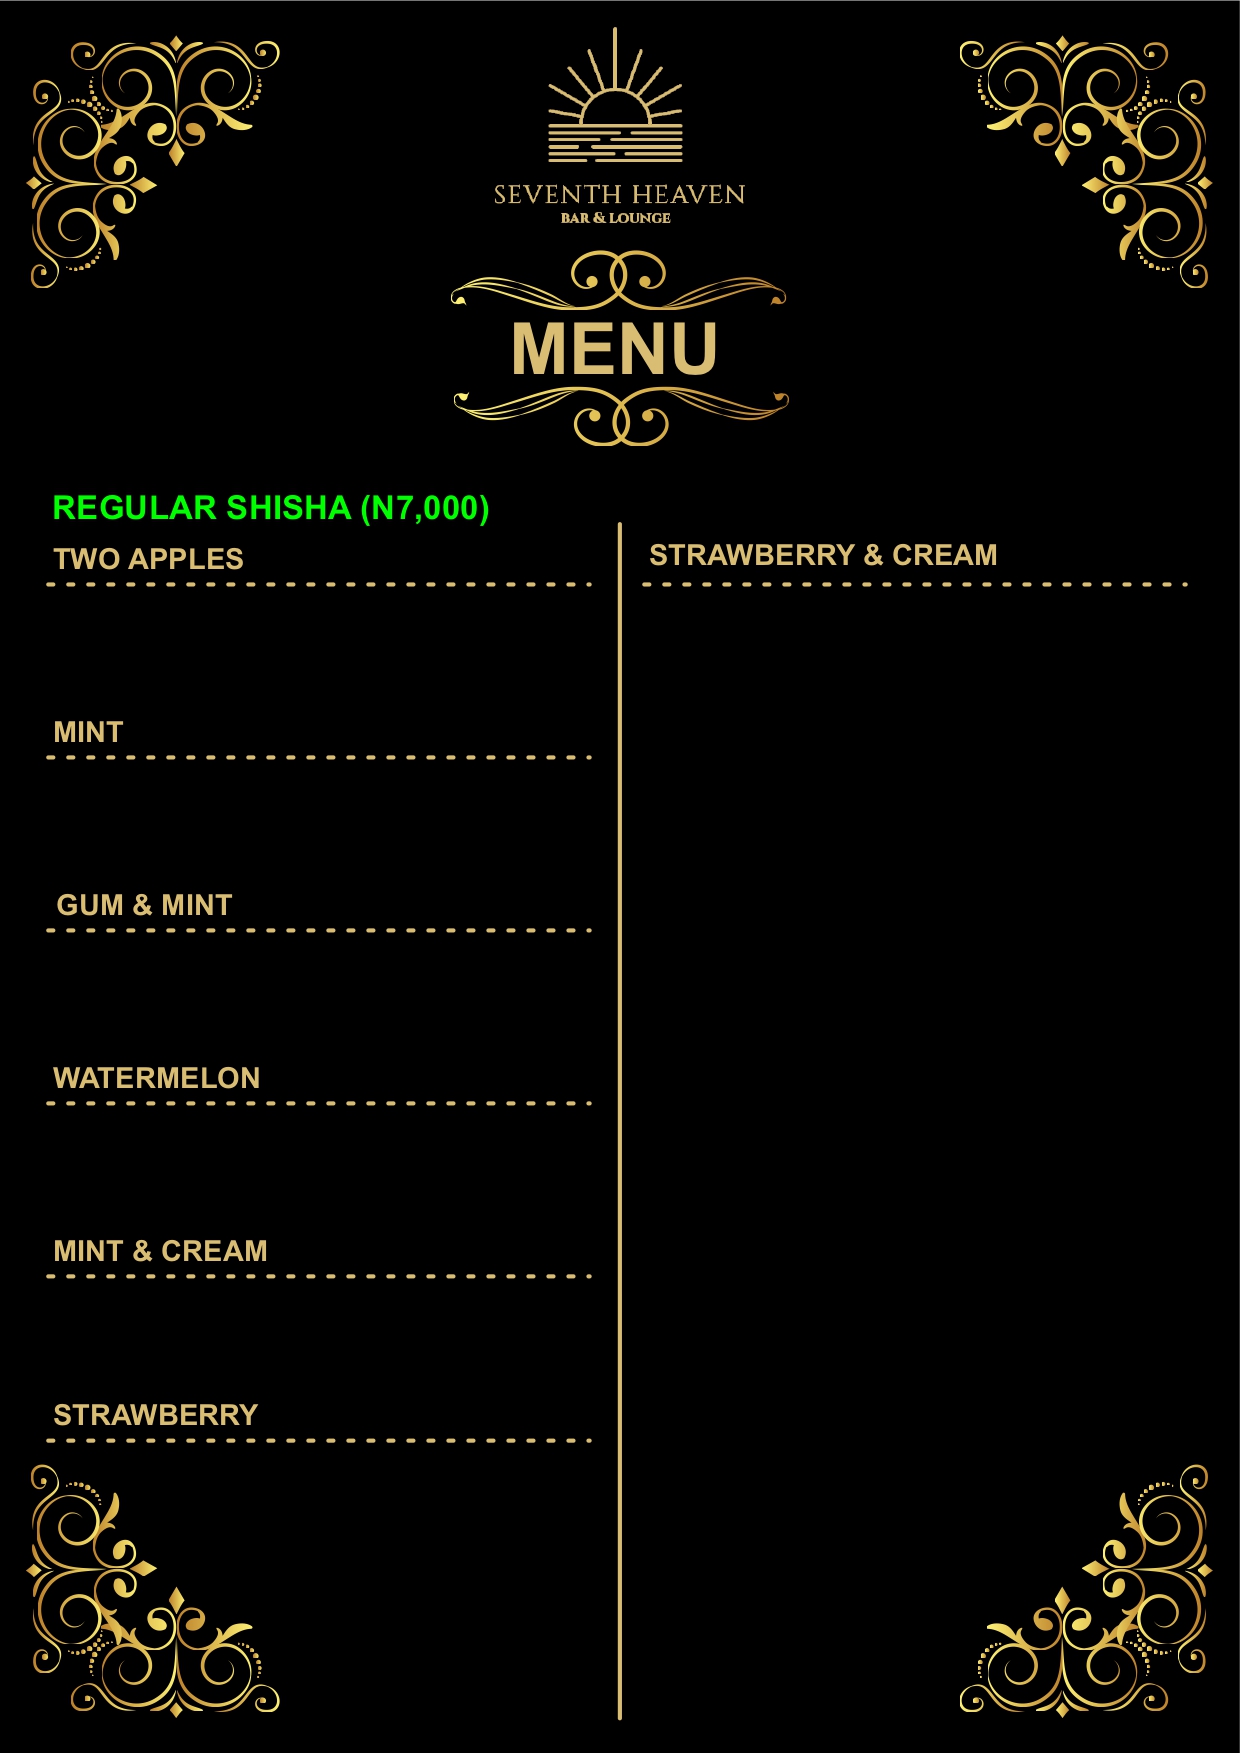 SEVENTH HEAVEN
BAR & LOUNGE
MENU
REGULAR SHISHA (N7,000)
TWO APPLES
MINT
GUM & MINT
WATERMELON
MINT & CREAM
STRAWBERRY
STRAWBERRY & CREAM